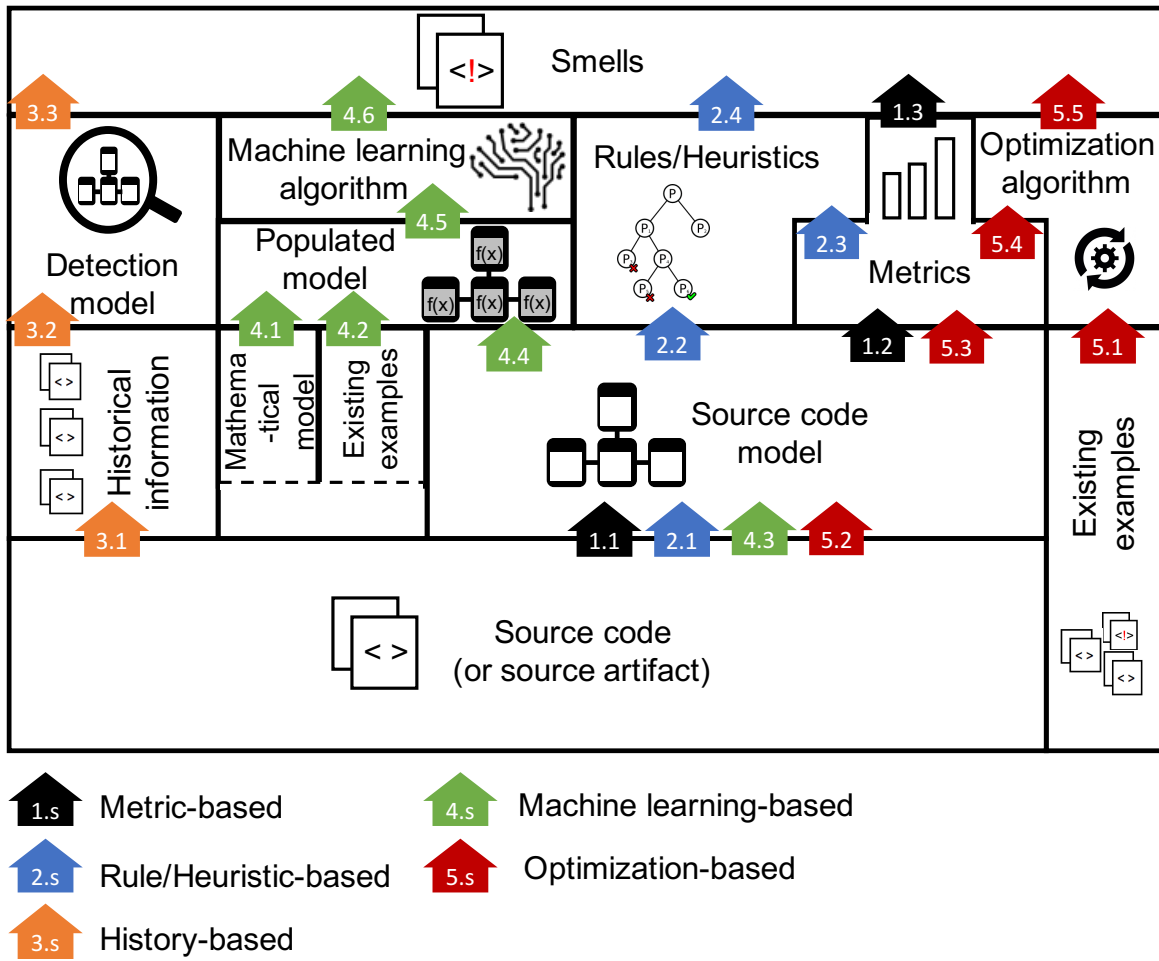 <!>
Smells
3.3
4.6
2.4
1.3
5.5
Machine learning
algorithm
Rules/Heuristics
Optimization
algorithm
4.5
P
P
P
P
P
P
P
2.3
5.4
Detection
model
Populated
model
f(x)
f(x)
f(x)
f(x)
Metrics
3.2
4.1
4.2
4.4
2.2
1.2
5.3
5.1
< >
< >
< >
Historical
information
Mathema
-tical
model
Existing
examples
Source code
model
Existing
examples
3.1
1.1
2.1
4.3
5.2
< >
Source code
(or source artifact)
<!>
< >
< >
1.s
Metric-based
4.s
Machine learning-based
2.s
Rule/Heuristic-based
5.s
Optimization-based
3.s
History-based